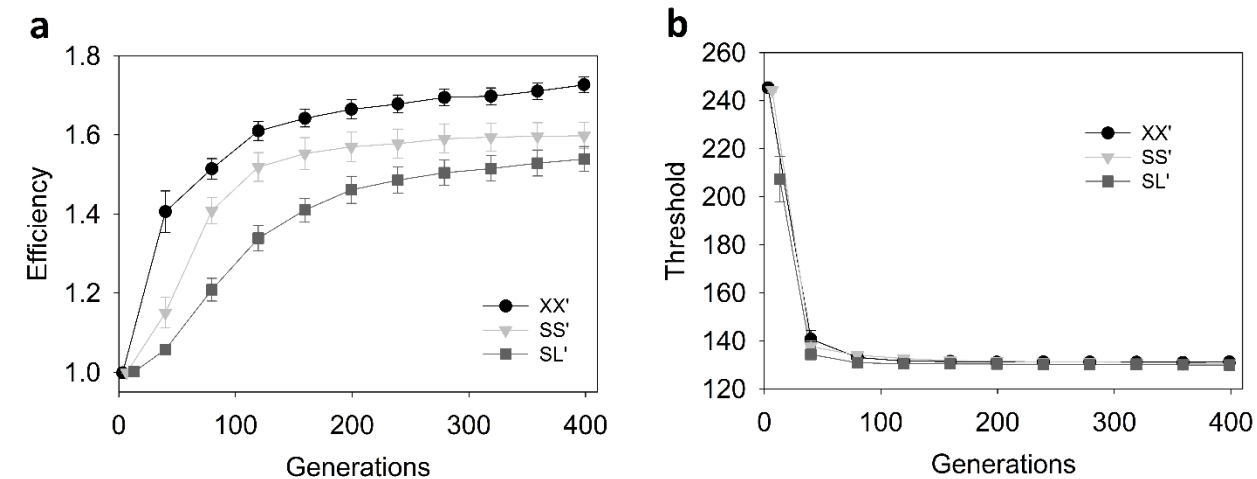 a
1.8
1.6
1.4
1.2
1.0
Efficiency
0 100 200 300 400
Generations
XX'
SS'
SL'
b
260
240
220
200
180
160
140
120
Threshold
0 100 200 300 400
Generations
XX'
SS'
SL'